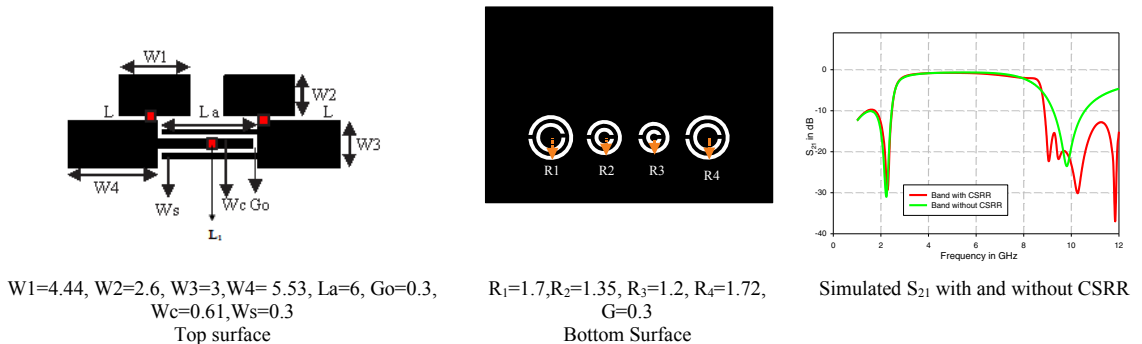 W1
W2
L
La
L
W3
W4
Ws
Wc
Go
L₁
W1=4.44, W2=2.6, W3=3,W4= 5.53, La=6, Go=0.3,
Wc=0.61,Ws=0.3
Top surface
R1
R2
R3
R4
R₁=1.7,R₂=1.35, R₃=1.2, R₄=1.72,
G=0.3
Bottom Surface
S₂₁ in dB
0
-10
-20
-30
-40
Band with CSRR
Band without CSRR
0 2 4 6 8 10 12
Frequency in GHz
Simulated S₂₁ with and without CSRR